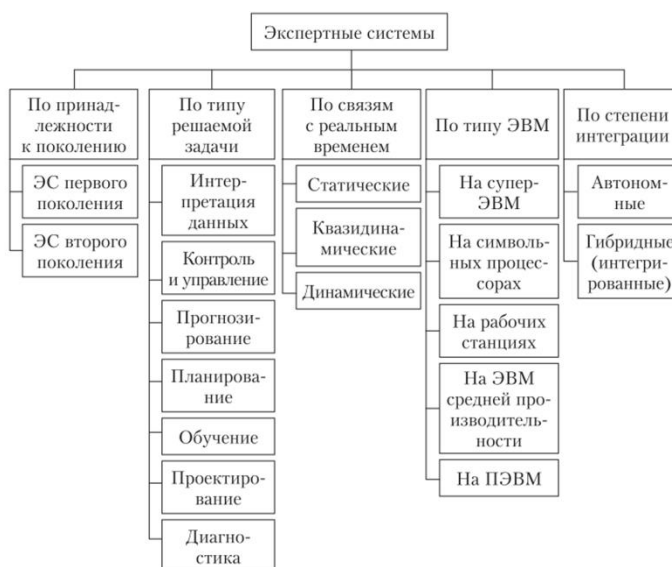 Экспертные системы
По принад-
лежности
к поколению
ЭС первого
поколения
ЭС второго
поколения
По типу
решаемой
задачи
Интер-
претация
данных
Контроль
и управление
Прогнози-
рование
Планирова-
ние
Обучение
Проектиро-
вание
Диагно-
стика
По связям
с реальным
временем
Статические
Квазидина-
мические
Динамические
По типу ЭВМ
На супер-
ЭВМ
На символь-
ных процес-
сорах
На рабочих
станциях
На ЭВМ
средней про-
изводитель-
ности
На ПЭВМ
По степени
интеграции
Автоном-
ные
Гибридные
(интегри-
рованные)